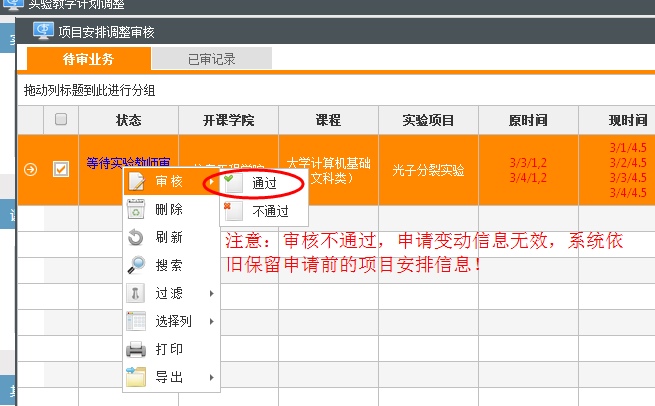 实验教学计划调整
项目安排调整审核
待审业务
已审记录
拖动列标题到此进行分组
状态
开课学院
课程
实验项目
原时间
现时间
等待实验教师审
大学计算机基础
文科类）
光子分裂实验
3/3/1,2
3/4/1,2
3/1/4.5
3/2/4.5
3/3/4.5
3/4/4.5
审核
通过
不通过
删除
刷新
搜索
过滤
选择列
打印
导出
注意：审核不通过，申请变动信息无效，系统依
旧保留申请前的项目安排信息！